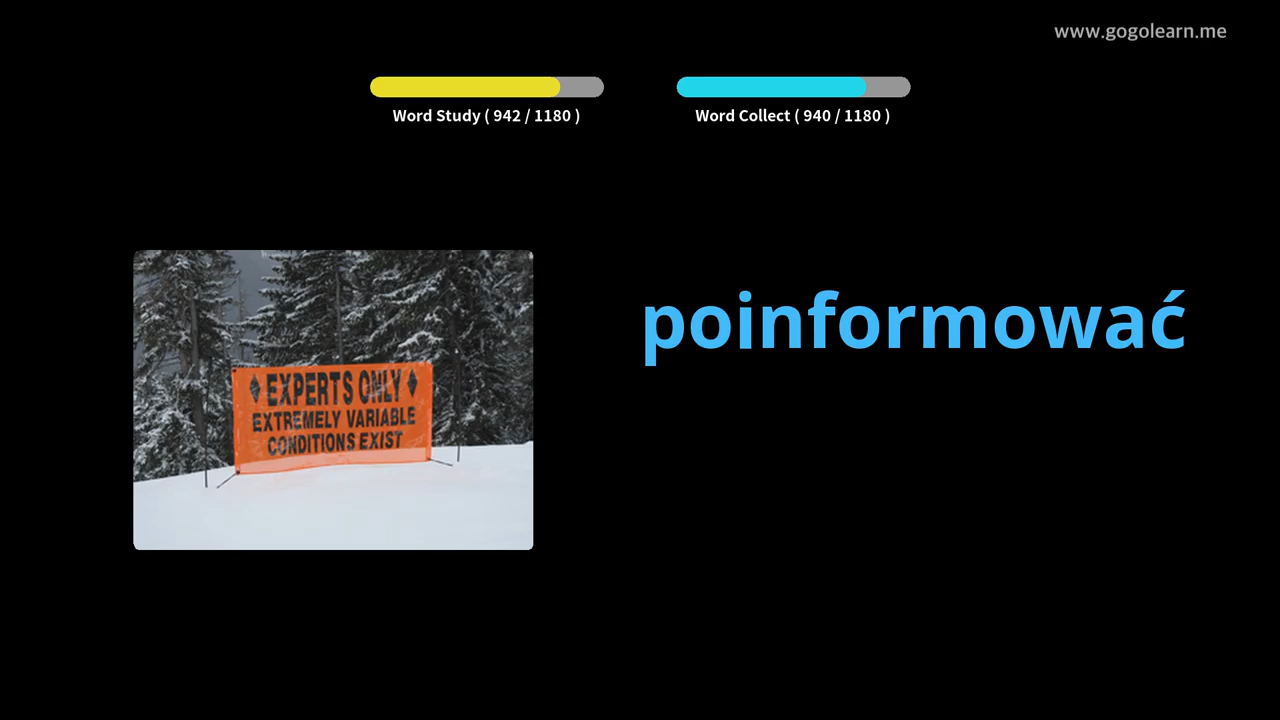 www.gogolearn.me
Word Study ( 942 / 1180 )
Word Collect ( 940 / 1180 )
EXPERTS ONLY
EXTREMELY VARIABLE
CONDITIONS EXIST
poinformować